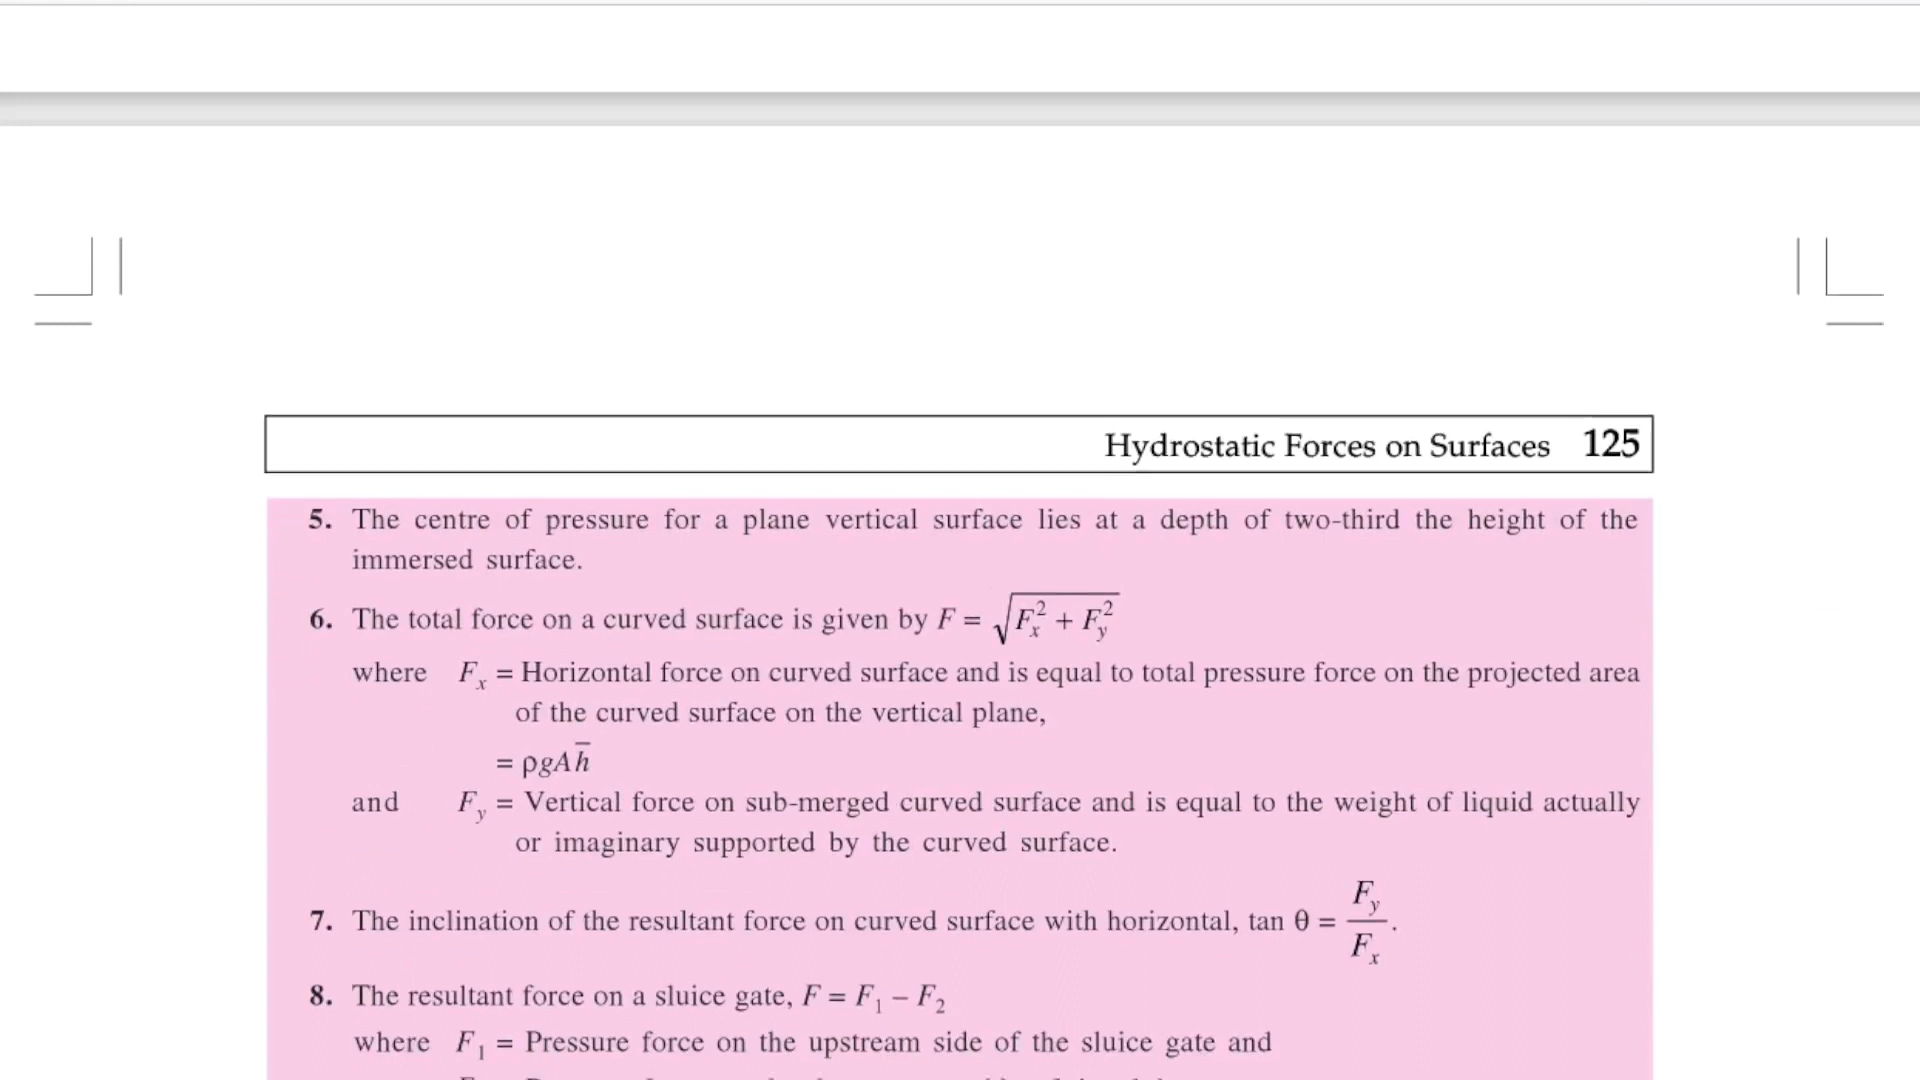 Hydrostatic Forces on Surfaces 125
5. The centre of pressure for a plane vertical surface lies at a depth of two-third the height of the
immersed surface.
6. The total force on a curved surface is given by F = √(Fₓ² + F_y²)
where Fₓ = Horizontal force on curved surface and is equal to total pressure force on the projected area
of the curved surface on the vertical plane,
= ρgAh̄
and F_y = Vertical force on sub-merged curved surface and is equal to the weight of liquid actually
or imaginary supported by the curved surface.
7. The inclination of the resultant force on curved surface with horizontal, tan θ = F_y/Fₓ.
8. The resultant force on a sluice gate, F = F₁ – F₂
where F₁ = Pressure force on the upstream side of the sluice gate and